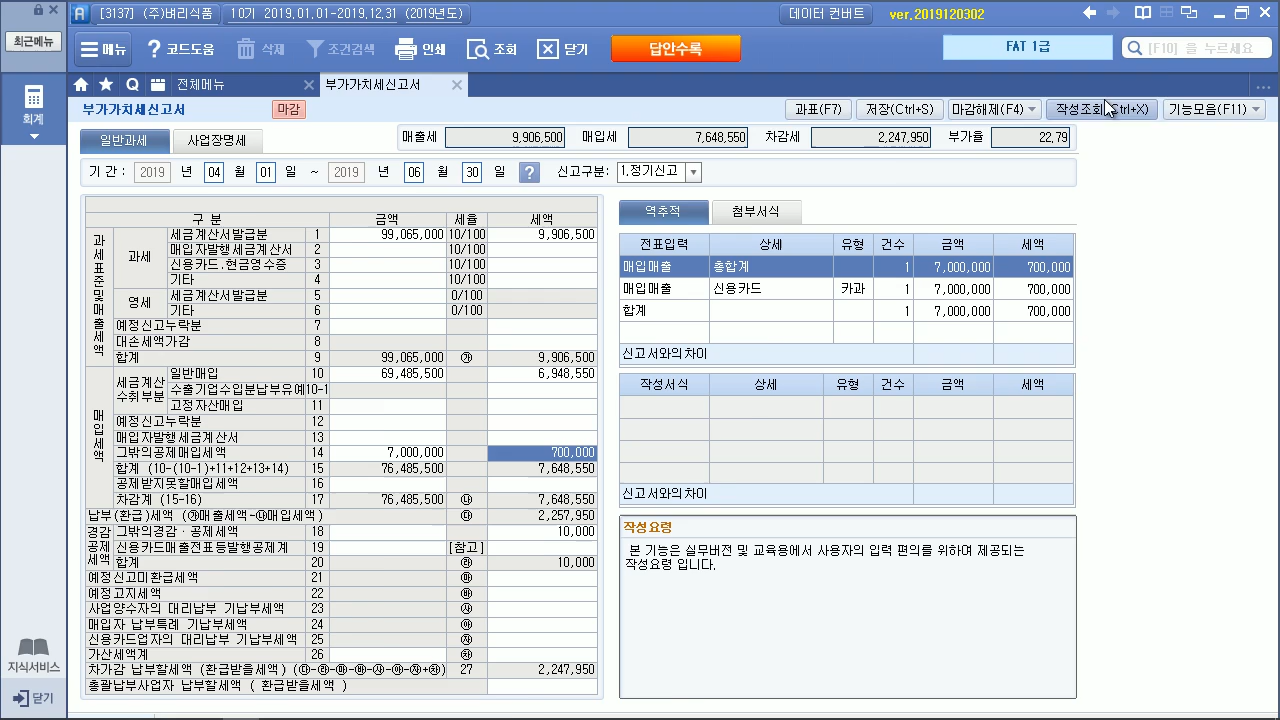 [3137] (주)벼리식품 10기 2019.01.01~2019.12.31 (2019년도) 데이터 컨버트 ver.2019120302
최근메뉴 메뉴 코드도움 삭제 조건검색 인쇄 조회 닫기 답안수록 FAT 1급 [F10] 을 누르세요
회계 전체메뉴 부가가치세신고서
부가가치세신고서 마감 과표(F7) 저장(Ctrl+S) 마감해제(F4) 작성조회(Ctrl+X) 기능모음(F11)
일반과세 사업장명세 매출세 9,906,500 매입세 7,648,550 차감세 2,247,950 부가율 22.79
기 간 : 2019 년 04 월 01 일 ~ 2019 년 06 월 30 일 ? 신고구분: 1.정기신고
구 분 금액 세율 세액
과세표준및매출세액
과세 세금계산서발급분 1 99,065,000 10/100 9,906,500
매입자발행세금계산서 2 10/100
신용카드.현금영수증 3 10/100
기타 4 10/100
영세 세금계산서발급분 5 0/100
기타 6 0/100
예정신고누락분 7
대손세액가감 8
합계 9 99,065,000 ㉮ 9,906,500
매입세액
세금계산 수취부분 일반매입 10 69,485,500 6,948,550
수출기업수입분납부유예 10-1
고정자산매입 11
예정신고누락분 12
매입자발행세금계산서 13
그밖의공제매입세액 14 7,000,000 700,000
합계 (10-(10-1)+11+12+13+14) 15 76,485,500 7,648,550
공제받지못할매입세액 16
차감계 (15-16) 17 76,485,500 ㉯ 7,648,550
납부(환급)세액 (㉮매출세액-㉯매입세액) ㉰ 2,257,950
경감공제세액 그밖의경감.공제세액 18 10,000
신용카드매출전표등발행공제계 19 [참고]
합계 20 ㉱ 10,000
예정신고미환급세액 21 ㉲
예정고지세액 22 ㉳
사업양수자의 대리납부 기납부세액 23 ㉴
매입자 납부특례 기납부세액 24 ㉵
신용카드업자의 대리납부 기납부세액 25 ㉶
가산세액계 26 ㉷
차가감 납부할세액 (환급받을세액) (㉰-㉱-㉲-㉳-㉴-㉵-㉶+㉷) 27 2,247,950
총괄납부사업자 납부할세액 ( 환급받을세액 )
역추적 첨부서식
전표입력 상세 유형 건수 금액 세액
매입매출 총합계 1 7,000,000 700,000
매입매출 신용카드 카과 1 7,000,000 700,000
합계 1 7,000,000 700,000
신고서와의차이
작성서식 상세 유형 건수 금액 세액
신고서와의차이
작성요령
본 기능은 실무버전 및 교육용에서 사용자의 입력 편의를 위하며 제공되는
작성요령 입니다.
지식서비스
닫기